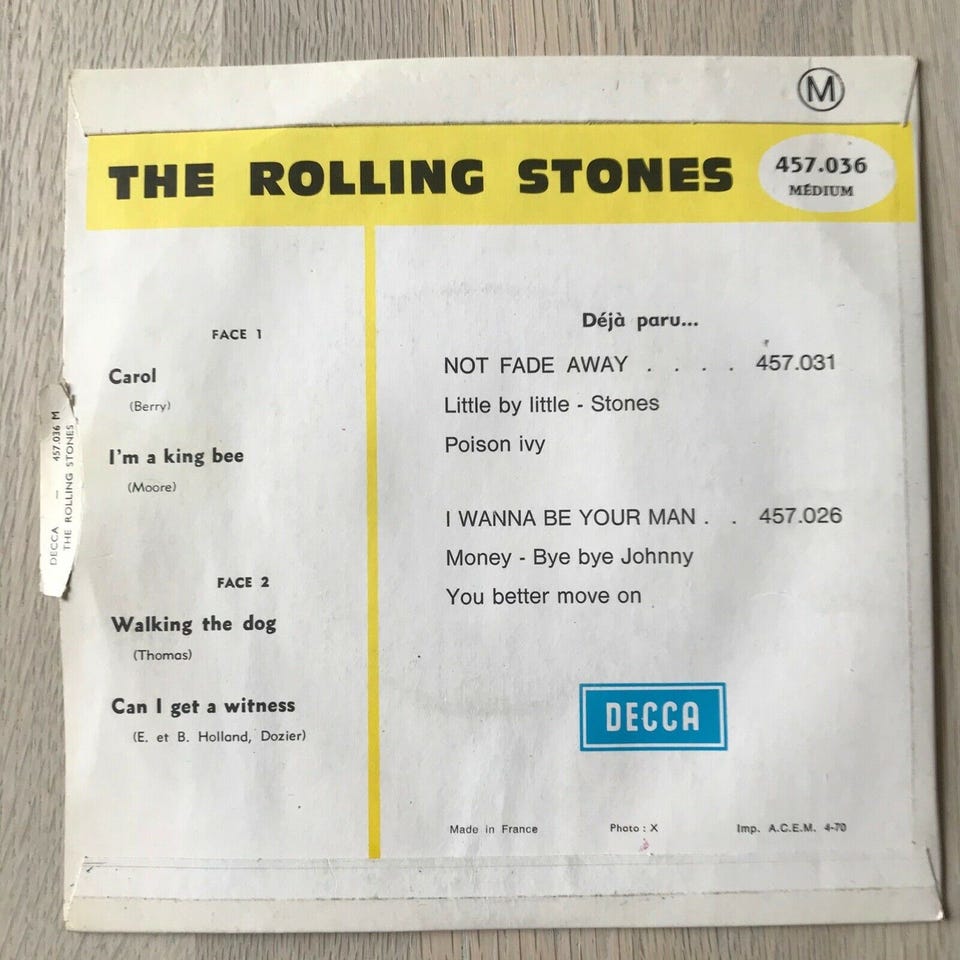 M
THE ROLLING STONES
457.036
MÉDIUM
FACE 1
Carol
(Berry)
I'm a king bee
(Moore)
FACE 2
Walking the dog
(Thomas)
Can I get a witness
(E. et B. Holland, Dozier)
Déjà paru...
NOT FADE AWAY . . . . 457.031
Little by little - Stones
Poison ivy
I WANNA BE YOUR MAN . . 457.026
Money - Bye bye Johnny
You better move on
DECCA
Made in France Photo : X Imp. A.C.E.M. 4-70
DECCA — 457.036 M
THE ROLLING STONES